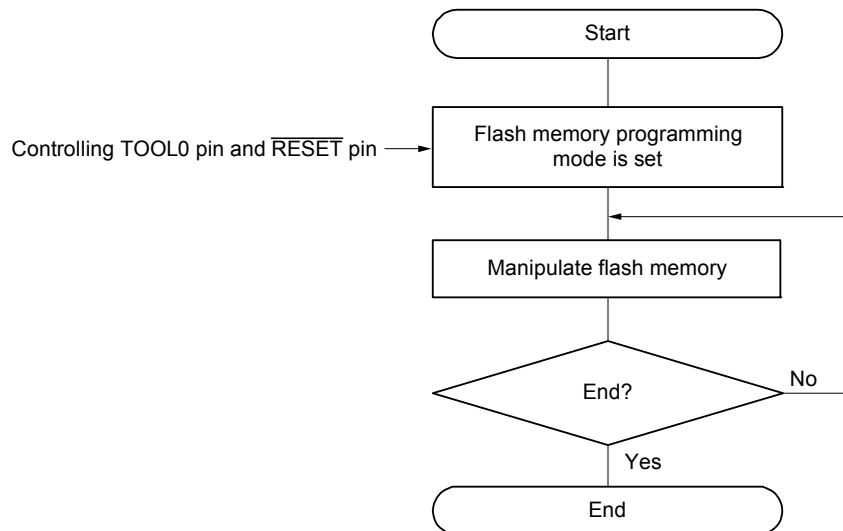 Start
Controlling TOOL0 pin and R̅E̅S̅E̅T̅ pin
Flash memory programming
mode is set
Manipulate flash memory
End?
No
Yes
End